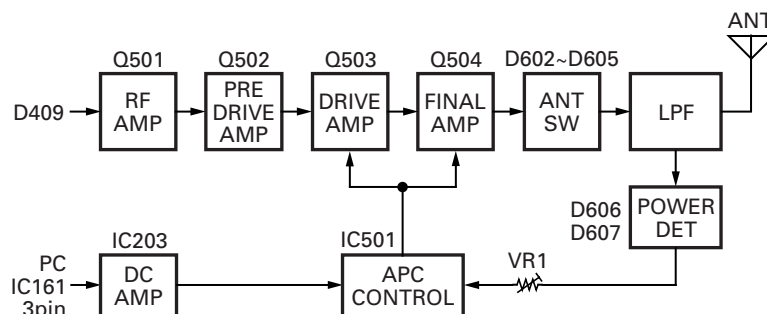 ANT
Q501
Q502
Q503
Q504
D602~D605
D409
RF
AMP
PRE
DRIVE
AMP
DRIVE
AMP
FINAL
AMP
ANT
SW
LPF
D606
D607
POWER
DET
IC203
IC501
VR1
PC
IC161
3pin
DC
AMP
APC
CONTROL